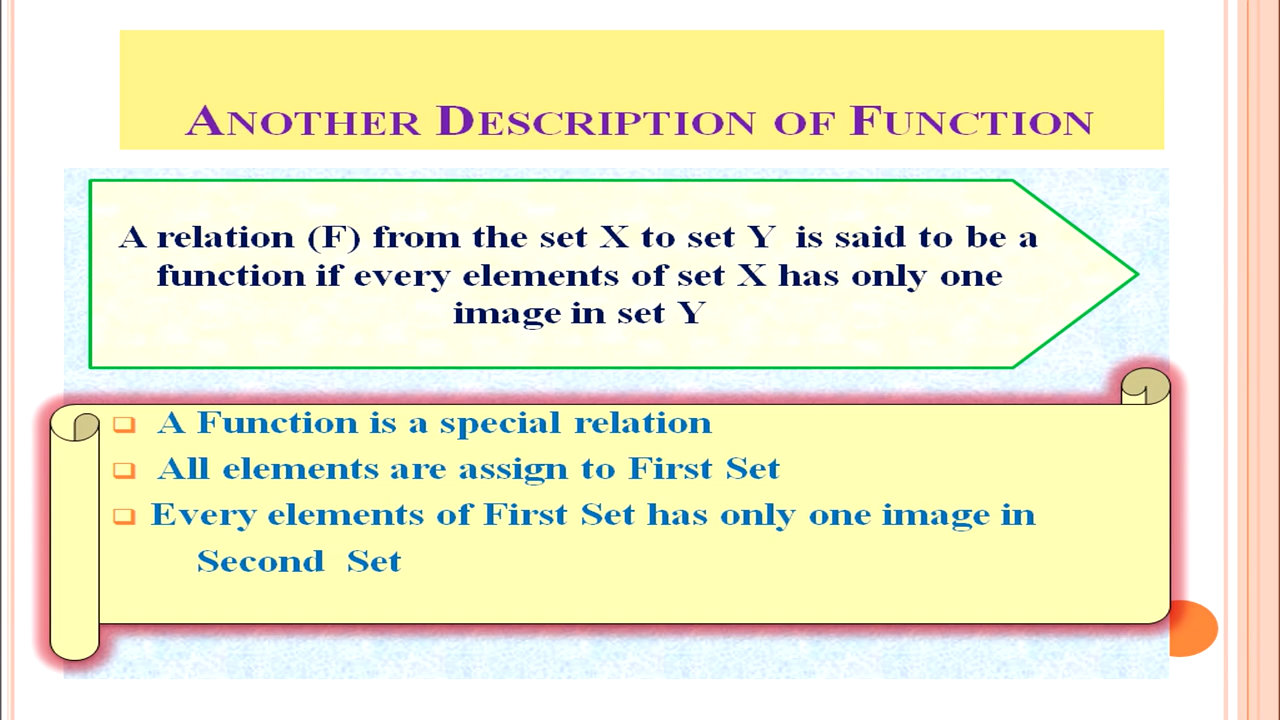 ANOTHER DESCRIPTION OF FUNCTION
A relation (F) from the set X to set Y is said to be a
function if every elements of set X has only one
image in set Y
A Function is a special relation
All elements are assign to First Set
Every elements of First Set has only one image in
Second Set